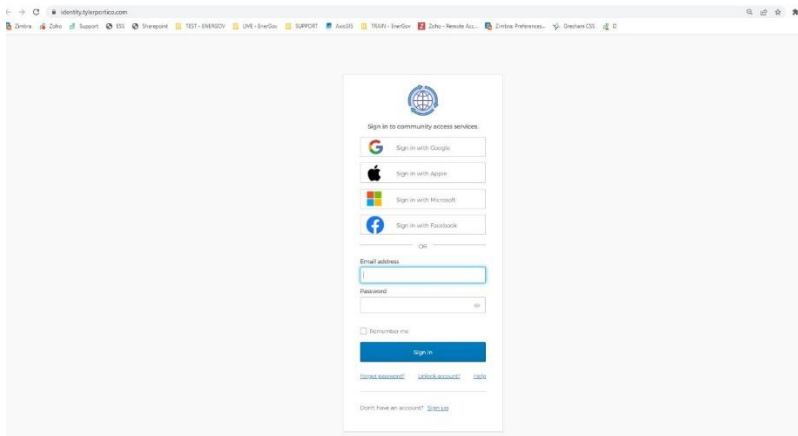 identity.tylerportico.com
Zimbra Zoho Support ESS Sharepoint TEST - ENERGOV LIVE - EnerGov SUPPORT TRAIN - EnerGov Zoho - Remote Acc... Zimbra: Preferences... Gresham CSS
Sign in to community access services.
Sign in with Google
Sign in with Apple
Sign in with Microsoft
Sign in with Facebook
OR
Email address
Password
Remember me
Sign in
Forgot password? Unlock account? Help
Don't have an account? Sign up